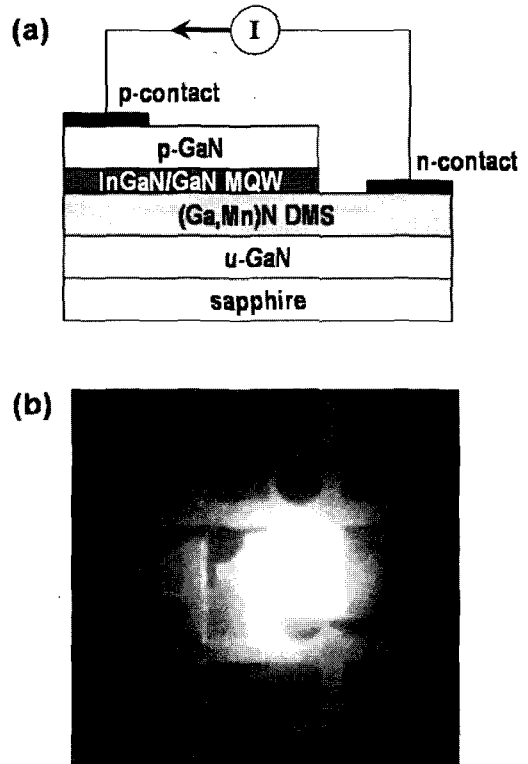 (a)
I
p-contact
p-GaN
n-contact
InGaN/GaN MQW
(Ga,Mn)N DMS
u-GaN
sapphire
(b)